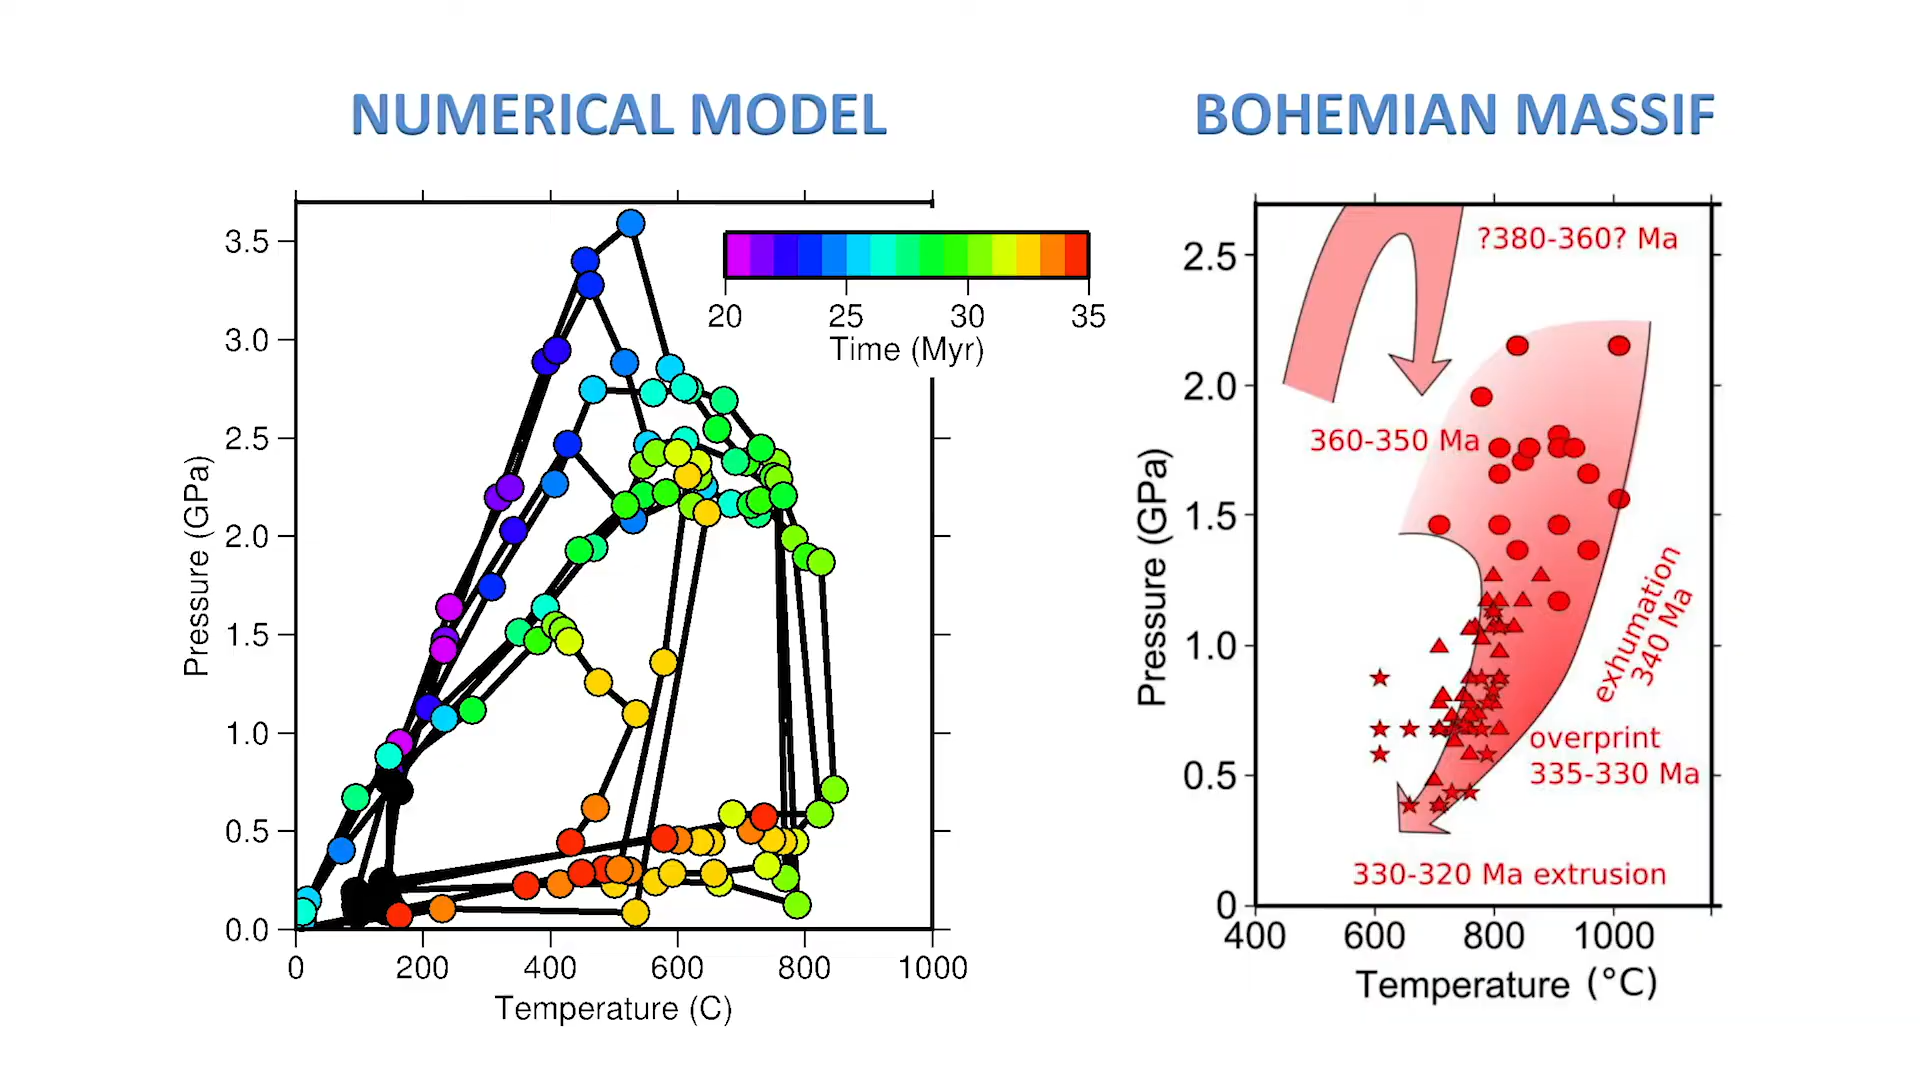 NUMERICAL MODEL
BOHEMIAN MASSIF
3.5
3.0
2.5
2.0
1.5
1.0
0.5
0.0
Pressure (GPa)
0 200 400 600 800 1000
Temperature (C)
20 25 30 35
Time (Myr)
2.5
2.0
1.5
1.0
0.5
0
Pressure (GPa)
400 600 800 1000
Temperature (°C)
?380-360? Ma
360-350 Ma
exhumation
340 Ma
overprint
335-330 Ma
330-320 Ma extrusion